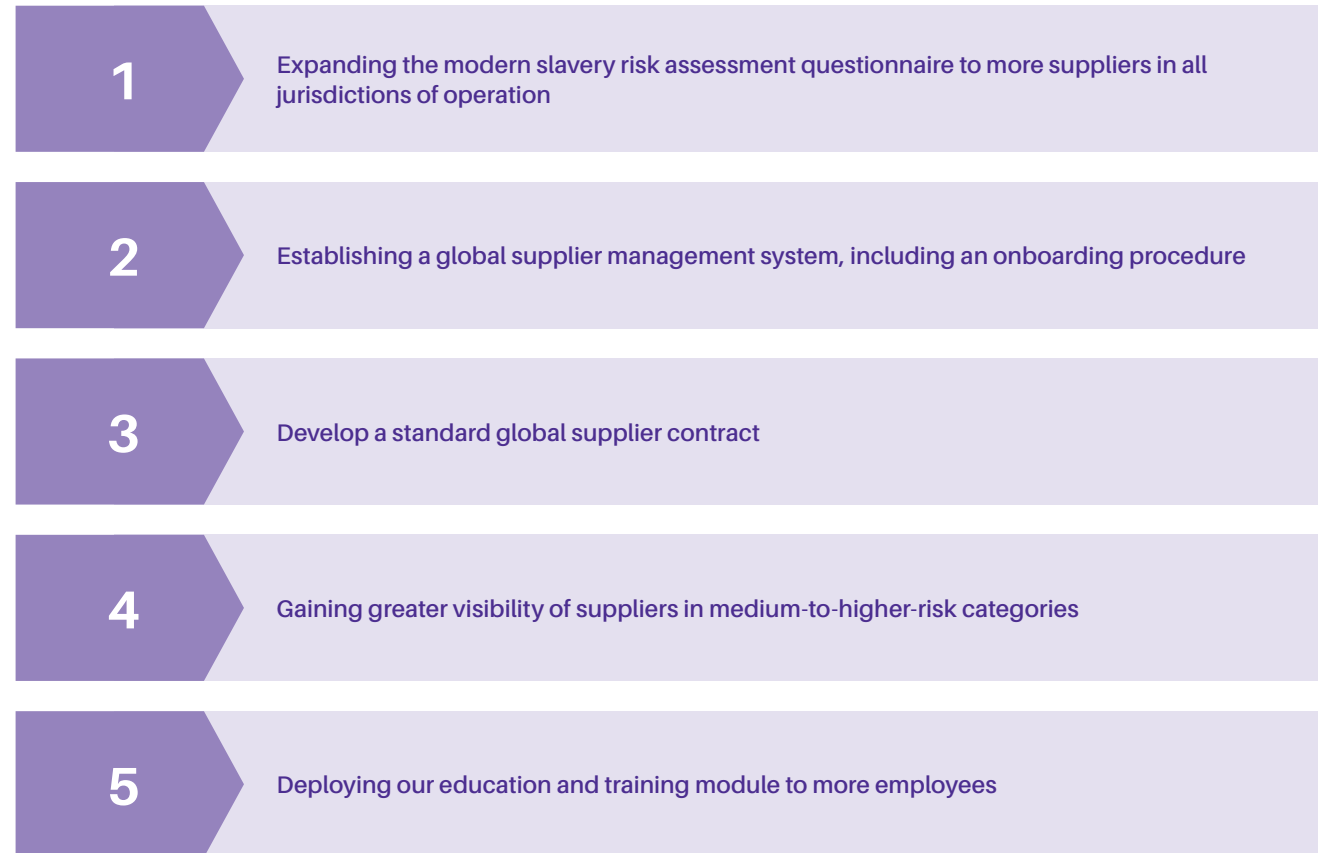 1
Expanding the modern slavery risk assessment questionnaire to more suppliers in all
jurisdictions of operation
2
Establishing a global supplier management system, including an onboarding procedure
3
Develop a standard global supplier contract
4
Gaining greater visibility of suppliers in medium-to-higher-risk categories
5
Deploying our education and training module to more employees